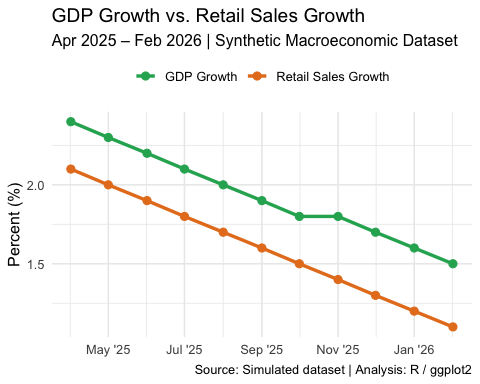 GDP Growth vs. Retail Sales Growth
Apr 2025 – Feb 2026 | Synthetic Macroeconomic Dataset
GDP Growth Retail Sales Growth
Percent (%)
2.0
1.5
May '25 Jul '25 Sep '25 Nov '25 Jan '26
Source: Simulated dataset | Analysis: R / ggplot2